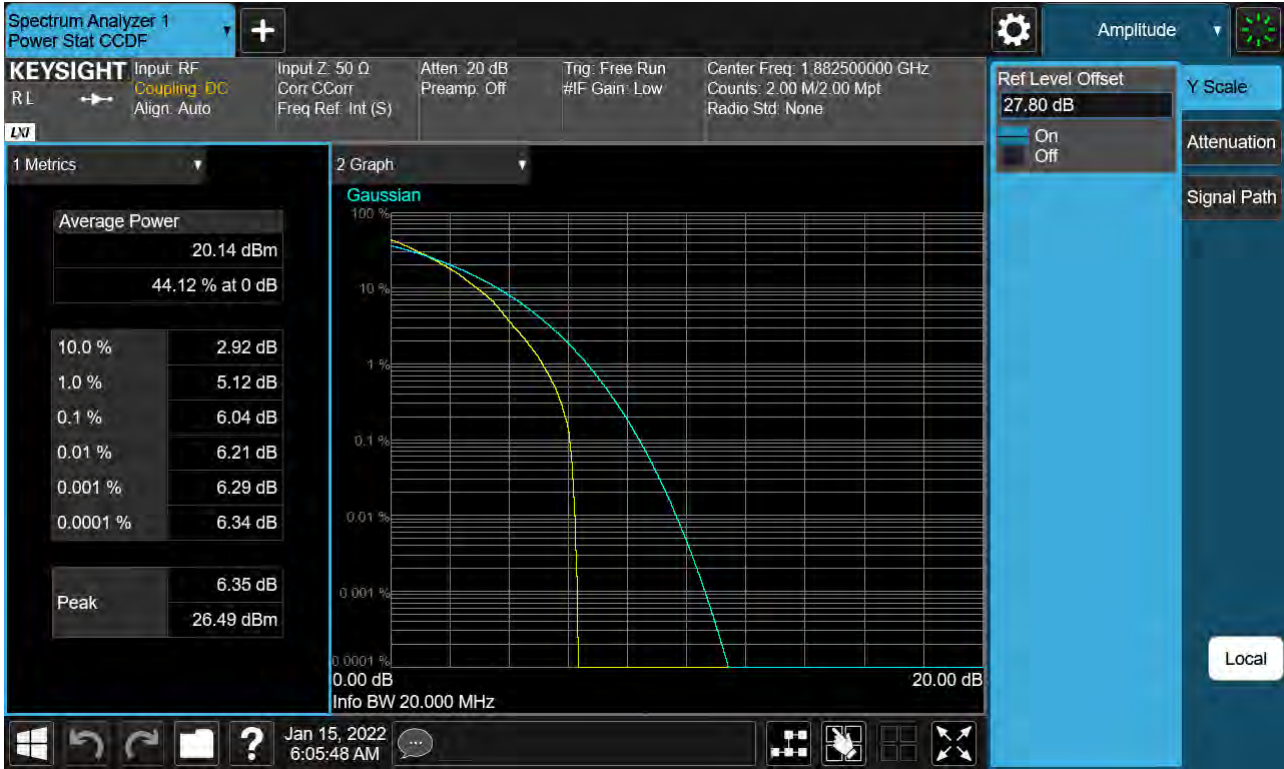 Spectrum Analyzer 1
Power Stat CCDF
+
Amplitude
KEYSIGHT
RL
LXI
Input: RF
Coupling: DC
Align: Auto
Input Z: 50 Ω
Corr CCorr
Freq Ref: Int (S)
Atten: 20 dB
Preamp: Off
Trig: Free Run
#IF Gain: Low
Center Freq: 1.882500000 GHz
Counts: 2.00 M/2.00 Mpt
Radio Std: None
Ref Level Offset
27.80 dB
On
Off
Y Scale
Attenuation
Signal Path
Local
1 Metrics
Average Power
20.14 dBm
44.12 % at 0 dB
10.0 % 2.92 dB
1.0 % 5.12 dB
0.1 % 6.04 dB
0.01 % 6.21 dB
0.001 % 6.29 dB
0.0001 % 6.34 dB
Peak
6.35 dB
26.49 dBm
2 Graph
Gaussian
100 %
10 %
1 %
0.1 %
0.01 %
0.001 %
0.0001 %
0.00 dB 20.00 dB
Info BW 20.000 MHz
?
Jan 15, 2022
6:05:48 AM